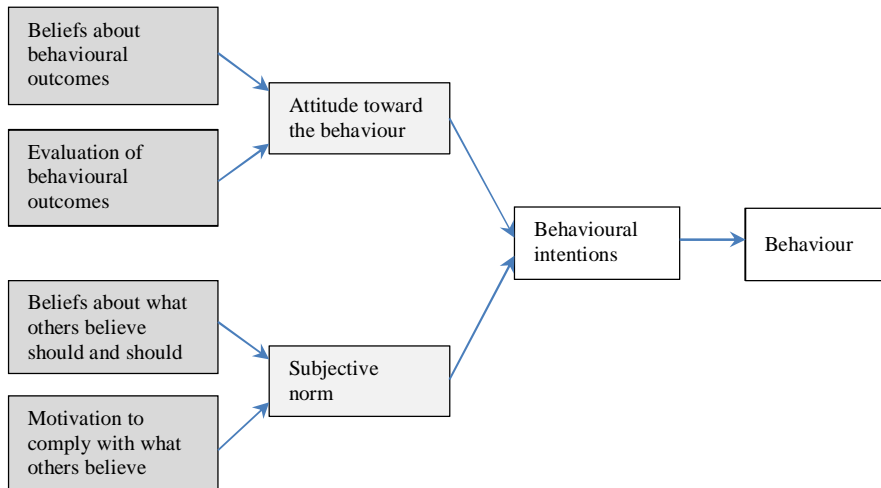 Beliefs about
behavioural
outcomes
Evaluation of
behavioural
outcomes
Attitude toward
the behaviour
Beliefs about what
others believe
should and should
Motivation to
comply with what
others believe
Subjective
norm
Behavioural
intentions
Behaviour